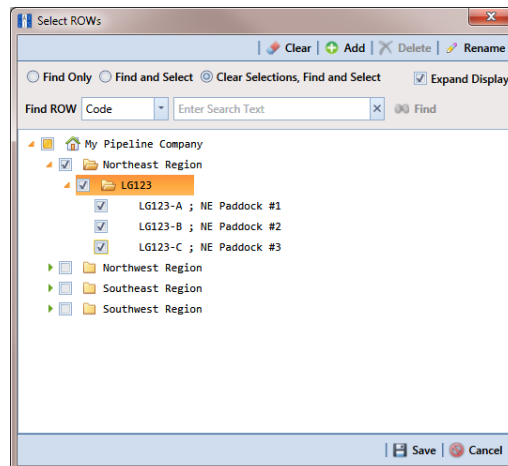 Select ROWs
Clear Add Delete Rename
Find Only Find and Select Clear Selections, Find and Select Expand Display
Find ROW Code Enter Search Text Find
My Pipeline Company
Northeast Region
LG123
LG123-A ; NE Paddock #1
LG123-B ; NE Paddock #2
LG123-C ; NE Paddock #3
Northwest Region
Southeast Region
Southwest Region
Save Cancel